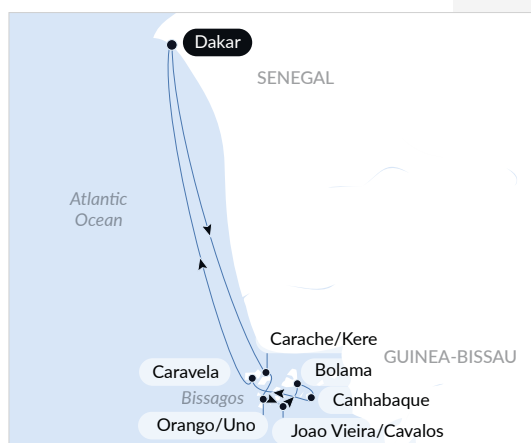 Dakar
SENEGAL
Atlantic
Ocean
Carache/Kere
GUINEA-BISSAU
Caravela
Bolama
Bissagos
Canhabaque
Orango/Uno
Joao Vieira/Cavalos